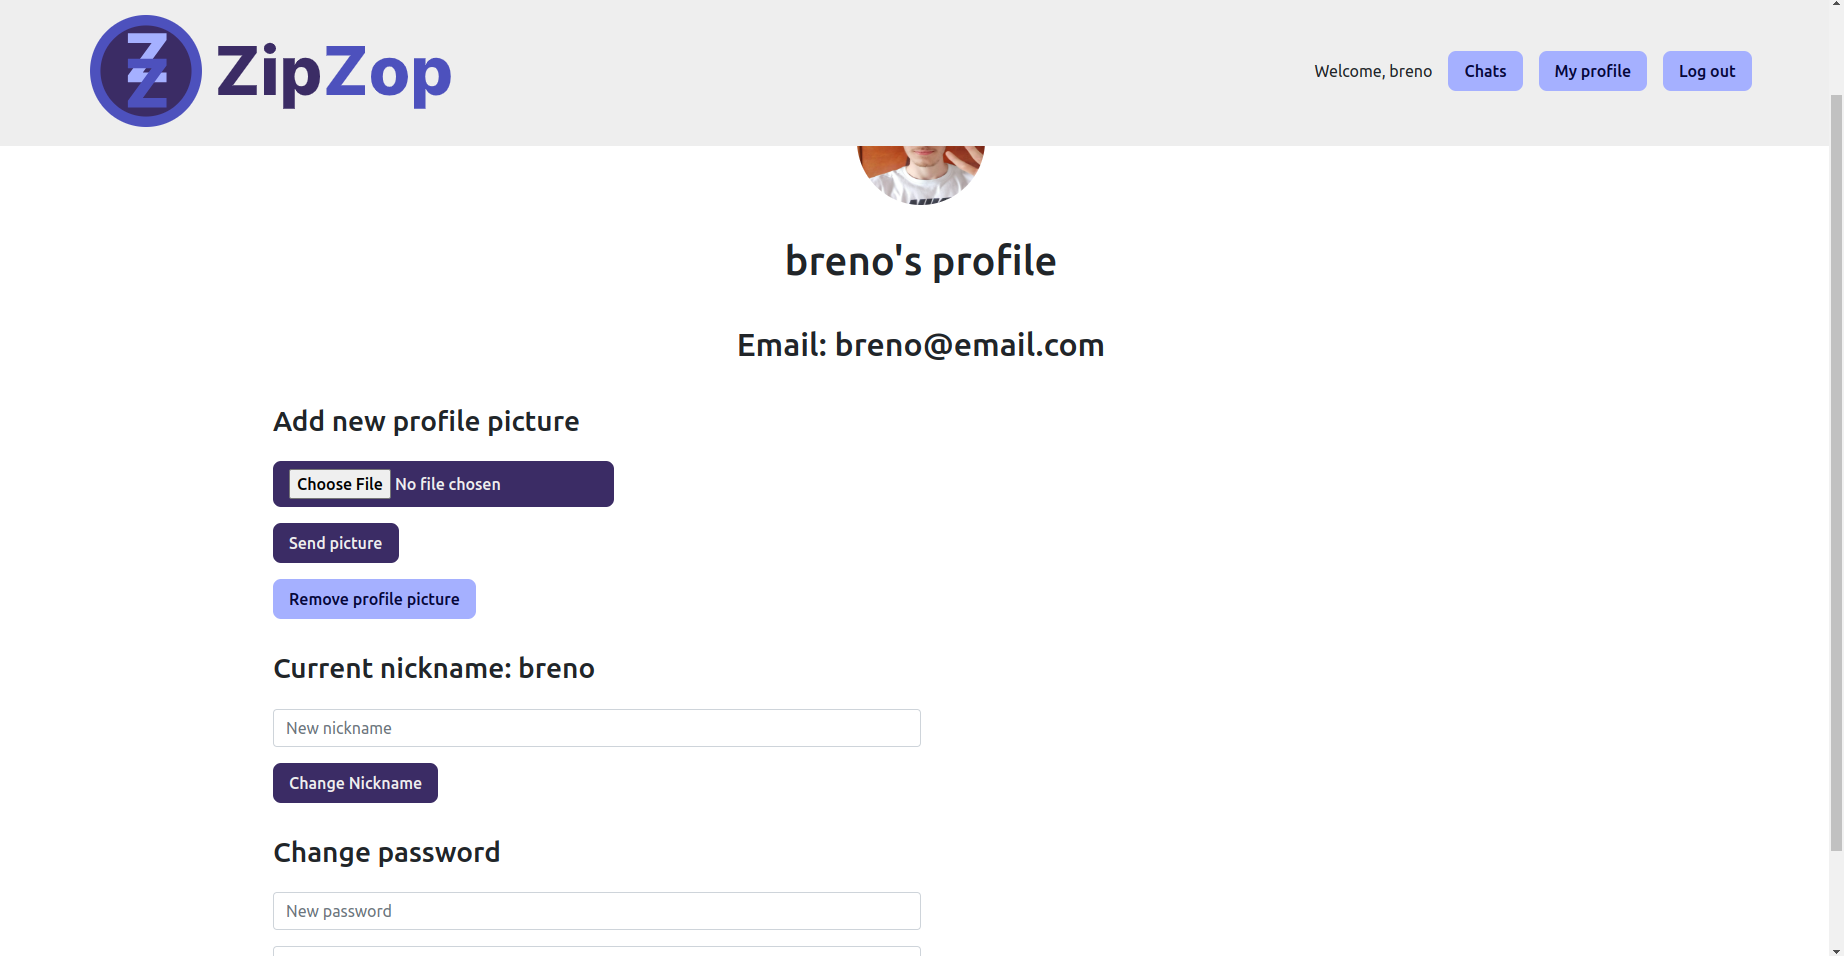 ZipZop
Welcome, breno
Chats
My profile
Log out
breno's profile
Email: breno@email.com
Add new profile picture
Choose File No file chosen
Send picture
Remove profile picture
Current nickname: breno
New nickname
Change Nickname
Change password
New password